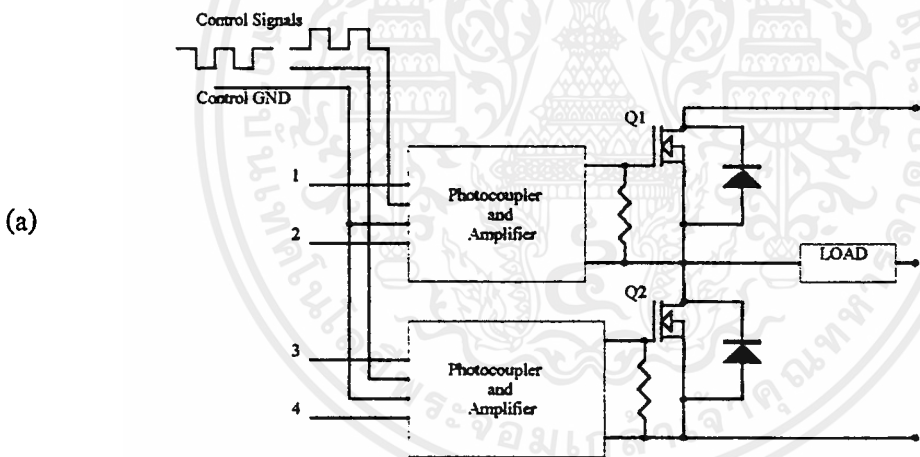 Control Signals
Control GND
Q1
1
Photocoupler
and
Amplifier
(a)
2
LOAD
Q2
3
Photocoupler
and
Amplifier
4